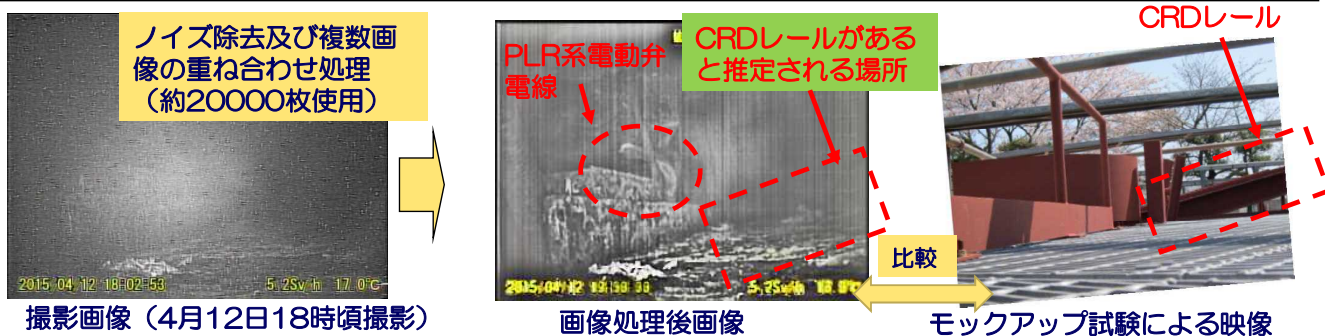 ノイズ除去及び複数画
像の重ね合わせ処理
（約20000枚使用）
2015/04/12 18-02-53
5.2Sv/h 17.0℃
撮影画像（4月12日18時頃撮影）
PLR系電動弁
電線
CRDレールがある
と推定される場所
画像処理後画像
比較
CRDレール
モックアップ試験による映像